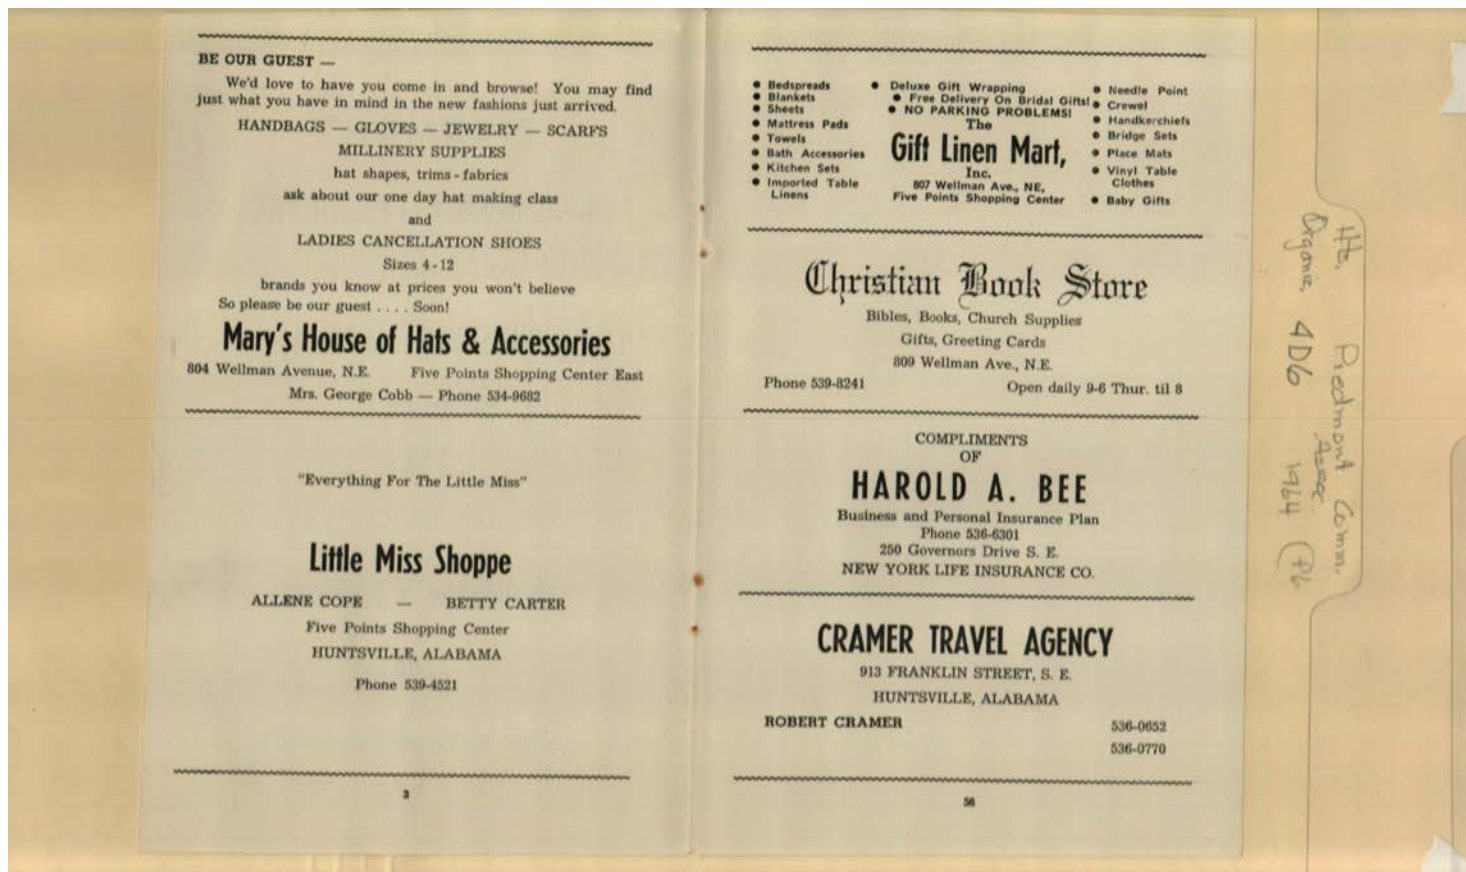 BE OUR GUEST —
We'd love to have you come in and browse! You may find
just what you have in mind in the new fashions just arrived.
HANDBAGS — GLOVES — JEWELRY — SCARFS
MILLINERY SUPPLIES
hat shapes, trims - fabrics
ask about our one day hat making class
and
LADIES CANCELLATION SHOES
Sizes 4 - 12
brands you know at prices you won't believe
So please be our guest . . . . Soon!
Mary's House of Hats & Accessories
804 Wellman Avenue, N.E. Five Points Shopping Center East
Mrs. George Cobb — Phone 534-9682
"Everything For The Little Miss"
Little Miss Shoppe
ALLENE COPE — BETTY CARTER
Five Points Shopping Center
HUNTSVILLE, ALABAMA
Phone 539-4521
3
● Bedspreads
● Blankets
● Sheets
● Mattress Pads
● Towels
● Bath Accessories
● Kitchen Sets
● Imported Table
Linens
● Deluxe Gift Wrapping
● Free Delivery On Bridal Gifts!
● NO PARKING PROBLEMS!
The
Gift Linen Mart,
Inc.
807 Wellman Ave., NE,
Five Points Shopping Center
● Needle Point
● Crewel
● Handkerchiefs
● Bridge Sets
● Place Mats
● Vinyl Table
Clothes
● Baby Gifts
Christian Book Store
Bibles, Books, Church Supplies
Gifts, Greeting Cards
809 Wellman Ave., N.E.
Phone 539-8241 Open daily 9-6 Thur. til 8
COMPLIMENTS
OF
HAROLD A. BEE
Business and Personal Insurance Plan
Phone 536-6301
250 Governors Drive S. E.
NEW YORK LIFE INSURANCE CO.
CRAMER TRAVEL AGENCY
913 FRANKLIN STREET, S. E.
HUNTSVILLE, ALABAMA
ROBERT CRAMER 536-0652
536-0770
56
Piedmont Comm.
Assoc
4D6 1964